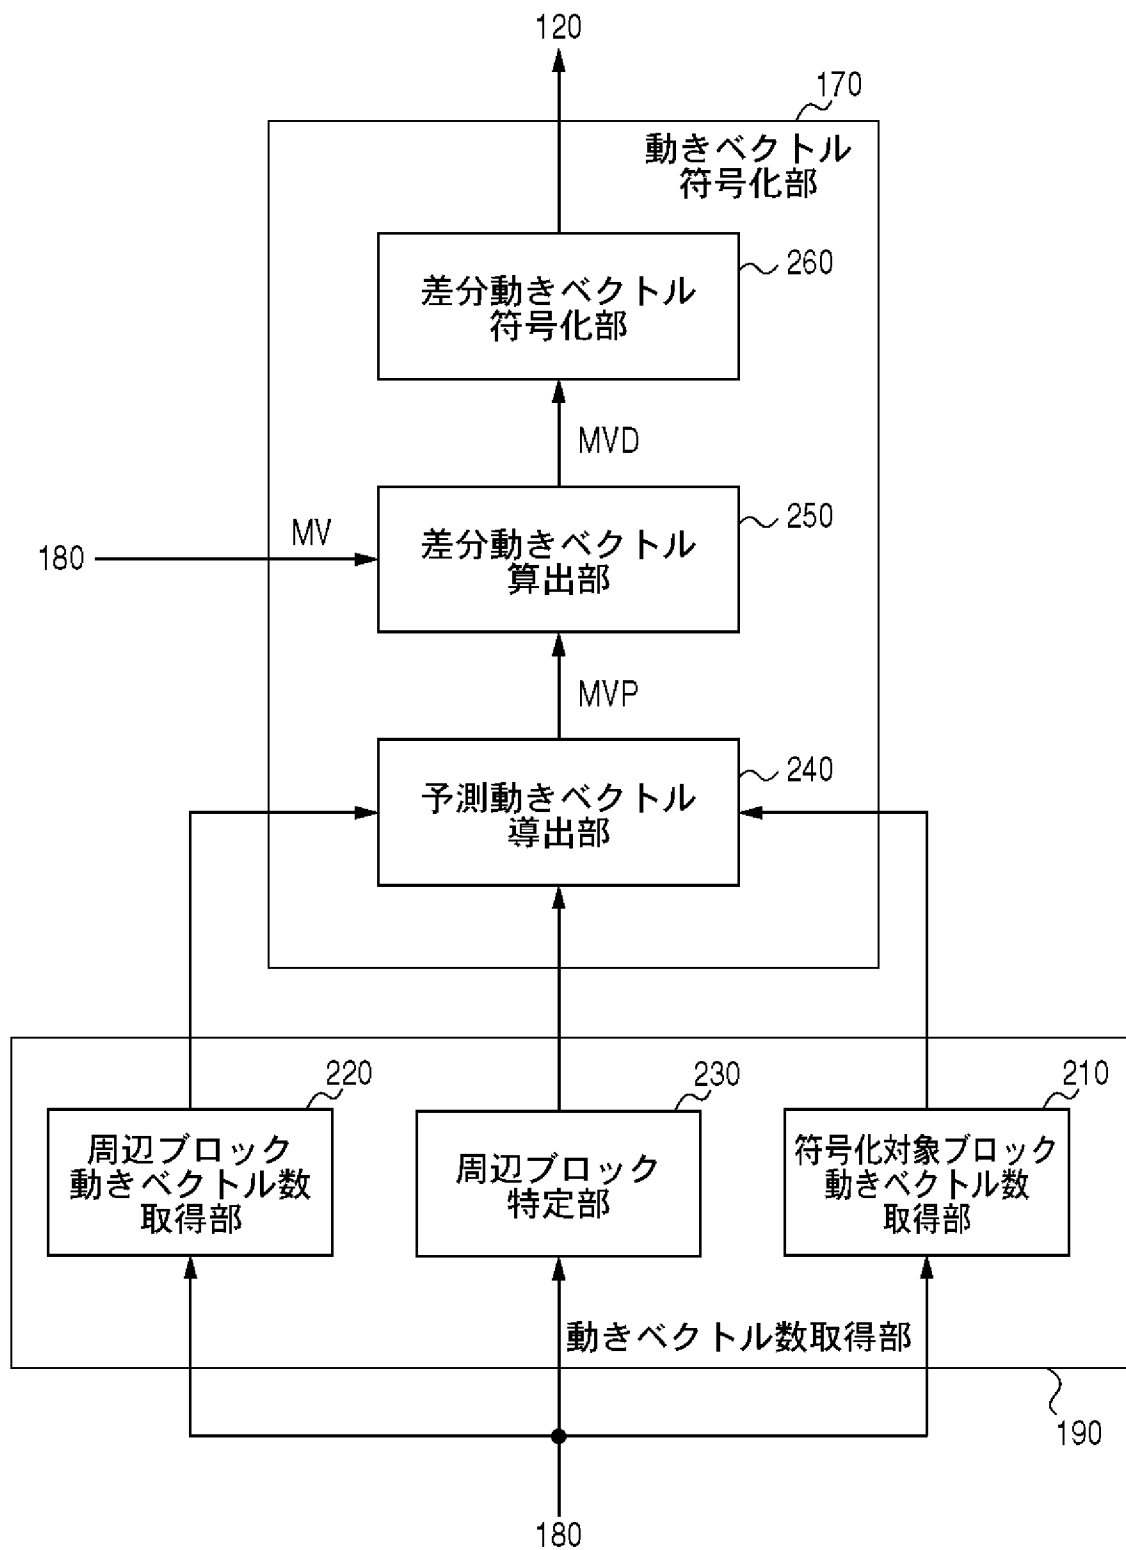 120
170
動きベクトル
符号化部
260
差分動きベクトル
符号化部
MVD
250
MV
180
差分動きベクトル
算出部
MVP
240
予測動きベクトル
導出部
220
230
210
周辺ブロック
動きベクトル数
取得部
周辺ブロック
特定部
符号化対象ブロック
動きベクトル数
取得部
動きベクトル数取得部
190
180